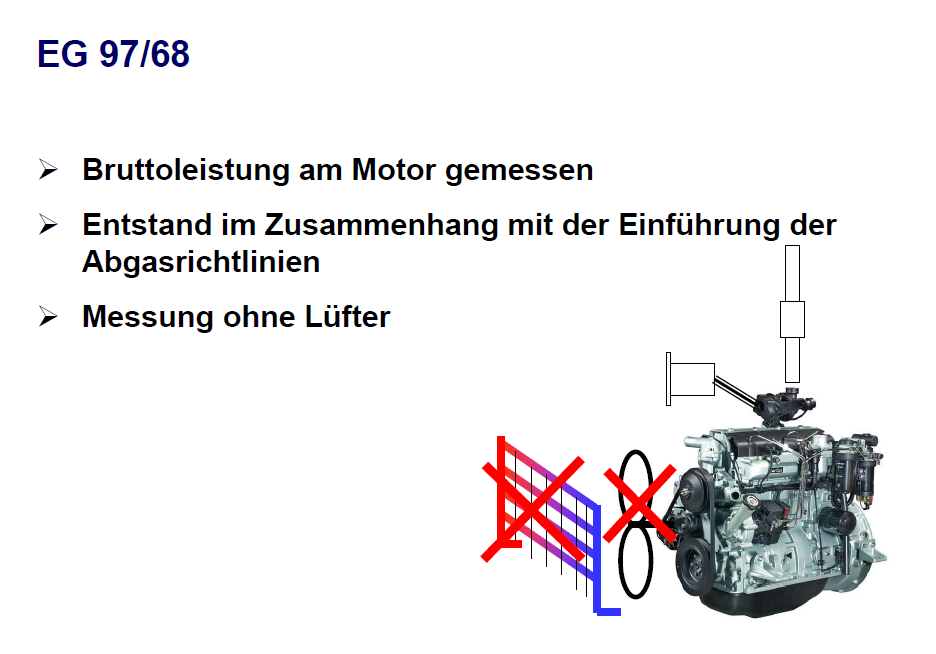 EG 97/68
Bruttoleistung am Motor gemessen
Entstand im Zusammenhang mit der Einführung der
Abgasrichtlinien
Messung ohne Lüfter